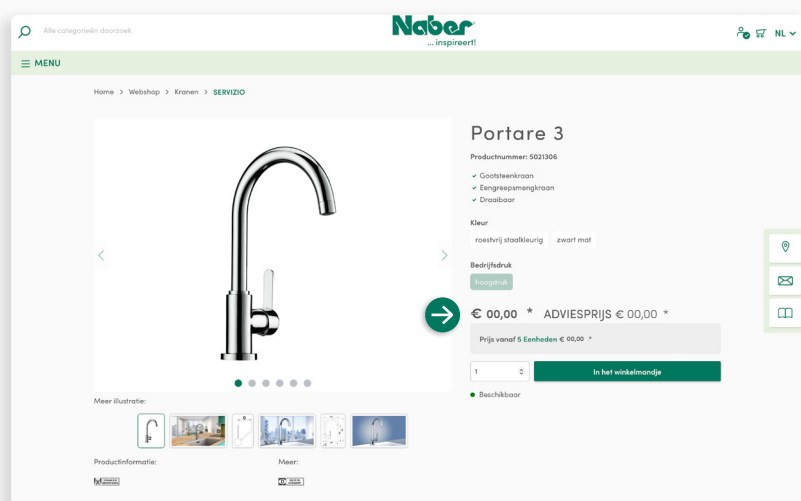 Alle categorieën doorzoek
Naber
... inspireert!
NL
MENU
Home > Webshop > Kranen > SERVIZIO
Portare 3
Productnummer: 5021306
Gootsteenkraan
Eengreepsmengkraan
Draaibaar
Kleur
roestvrij staalkleurig zwart mat
Bedrijfsdruk
hoogdruk
€ 00,00 * ADVIESPRIJS € 00,00 *
Prijs vanaf 5 Eenheden € 00,00 *
1 In het winkelmandje
Beschikbaar
Meer illustratie:
Productinformatie: Meer: